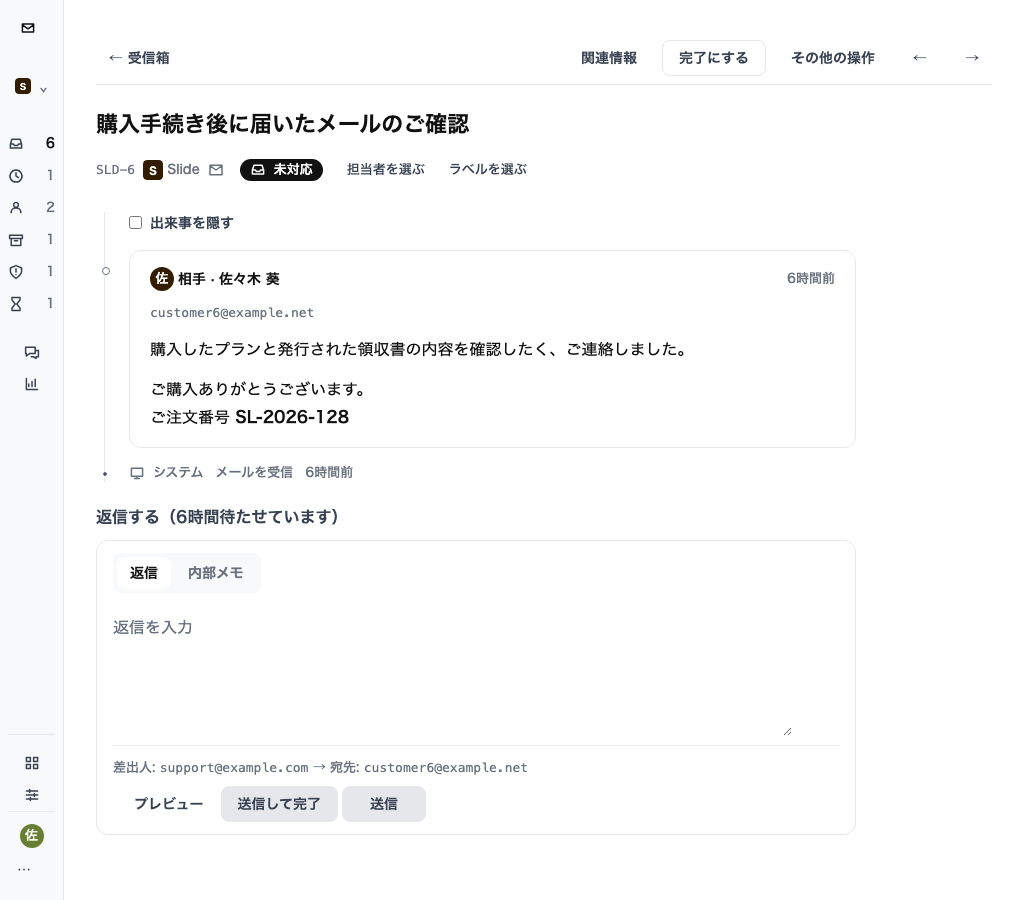 ← 受信箱
関連情報
完了にする
その他の操作
←
→
購入手続き後に届いたメールのご確認
SLD-6 S Slide 未対応 担当者を選ぶ ラベルを選ぶ
S
6
1
2
1
1
1
出来事を隠す
佐 相手 · 佐々木 葵
6時間前
customer6@example.net
購入したプランと発行された領収書の内容を確認したく、ご連絡しました。
ご購入ありがとうございます。
ご注文番号 SL-2026-128
システム メールを受信 6時間前
返信する（6時間待たせています）
返信 内部メモ
返信を入力
差出人: support@example.com → 宛先: customer6@example.net
プレビュー 送信して完了 送信
佐
…